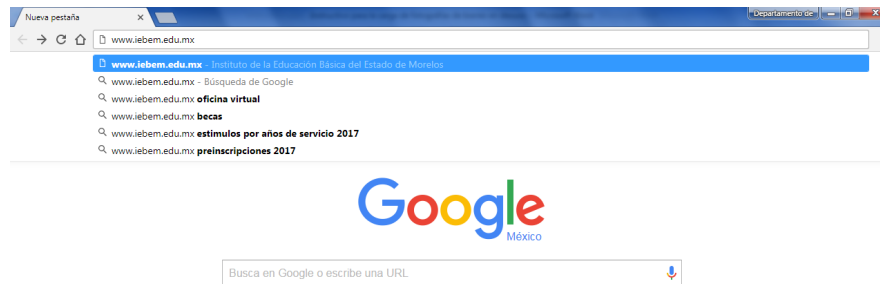 Nueva pestaña
Departamento de
www.iebem.edu.mx
www.iebem.edu.mx - Instituto de la Educación Básica del Estado de Morelos
www.iebem.edu.mx - Búsqueda de Google
www.iebem.edu.mx oficina virtual
www.iebem.edu.mx becas
www.iebem.edu.mx estimulos por años de servicio 2017
www.iebem.edu.mx preinscripciones 2017
Google
México
Busca en Google o escribe una URL